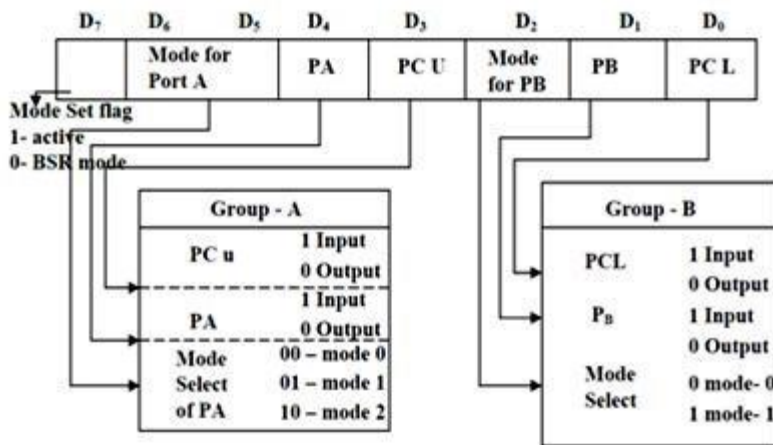 D₇ D₆ D₅ D₄ D₃ D₂ D₁ D₀
Mode for
Port A
PA
PC U
Mode
for PB
PB
PC L
Mode Set flag
1- active
0- BSR mode
Group - A
PC u
1 Input
0 Output
PA
1 Input
0 Output
Mode
Select
of PA
00 – mode 0
01 – mode 1
10 – mode 2
Group - B
PCL
1 Input
0 Output
P_B
1 Input
0 Output
Mode
Select
0 mode- 0
1 mode- 1